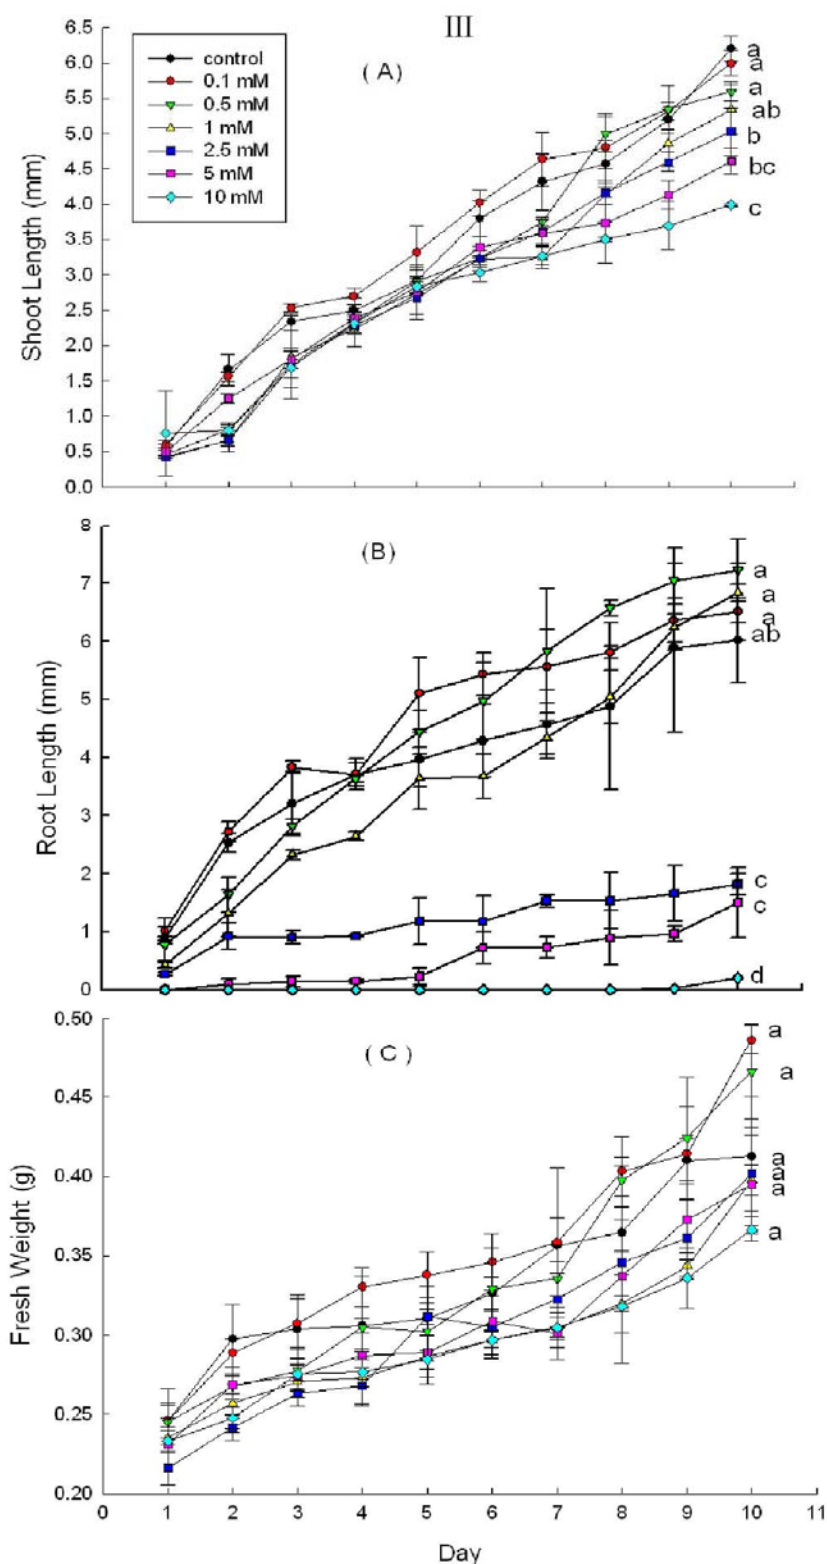 III
( A )
control
0.1 mM
0.5 mM
1 mM
2.5 mM
5 mM
10 mM
Shoot Length (mm)
6.5
6.0
5.5
5.0
4.5
4.0
3.5
3.0
2.5
2.0
1.5
1.0
0.5
0.0
a
a
a
ab
b
bc
c
(B)
Root Length (mm)
8
7
6
5
4
3
2
1
0
a
a
a
ab
c
c
d
( C )
Fresh Weight (g)
0.50
0.45
0.40
0.35
0.30
0.25
0.20
a
a
a
a
a
a
0 1 2 3 4 5 6 7 8 9 10 11
Day